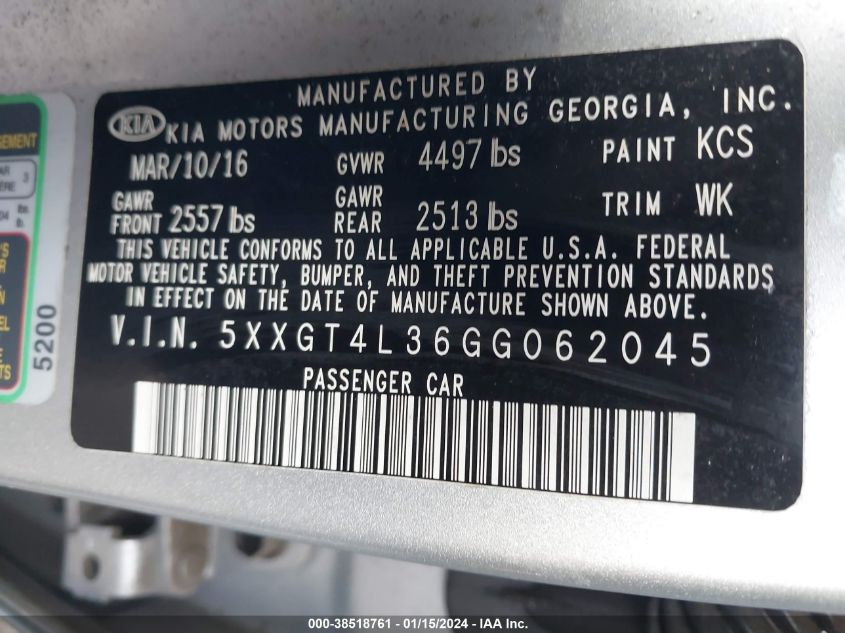 MANUFACTURED BY
KIA KIA MOTORS MANUFACTURING GEORGIA, INC.
MAR/10/16 GVWR 4497 lbs PAINT KCS
GAWR FRONT 2557 lbs GAWR REAR 2513 lbs TRIM WK
THIS VEHICLE CONFORMS TO ALL APPLICABLE U.S.A. FEDERAL
MOTOR VEHICLE SAFETY, BUMPER, AND THEFT PREVENTION STANDARDS
IN EFFECT ON THE DATE OF MANUFACTURE SHOWN ABOVE.
V.I.N. 5XXGT4L36GG062045
PASSENGER CAR
5200
000-38518761 - 01/15/2024 - IAA Inc.